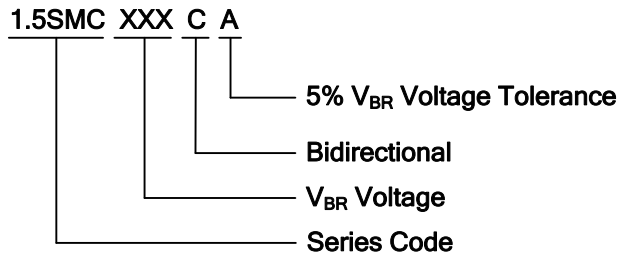 1.5SMC XXX C A
5% VBR Voltage Tolerance
Bidirectional
VBR Voltage
Series Code